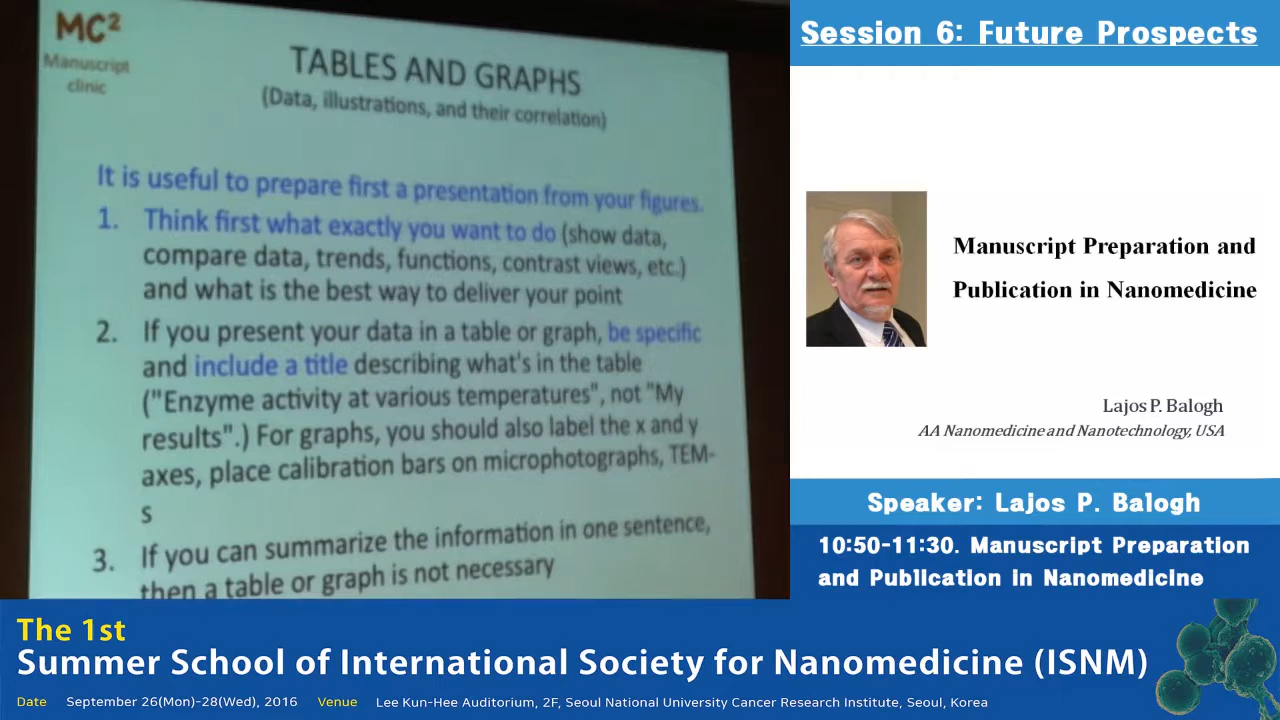 MC²
Manuscript
clinic
TABLES AND GRAPHS
(Data, illustrations, and their correlation)
It is useful to prepare first a presentation from your figures.
1. Think first what exactly you want to do (show data,
compare data, trends, functions, contrast views, etc.)
and what is the best way to deliver your point
2. If you present your data in a table or graph, be specific
and include a title describing what's in the table
("Enzyme activity at various temperatures", not "My
results".) For graphs, you should also label the x and y
axes, place calibration bars on microphotographs, TEM-
s
3. If you can summarize the information in one sentence,
then a table or graph is not necessary
Session 6: Future Prospects
Manuscript Preparation and
Publication in Nanomedicine
Lajos P. Balogh
AA Nanomedicine and Nanotechnology, USA
Speaker: Lajos P. Balogh
10:50-11:30. Manuscript Preparation
and Publication in Nanomedicine
The 1st
Summer School of International Society for Nanomedicine (ISNM)
Date September 26(Mon)-28(Wed), 2016 Venue Lee Kun-Hee Auditorium, 2F, Seoul National University Cancer Research Institute, Seoul, Korea